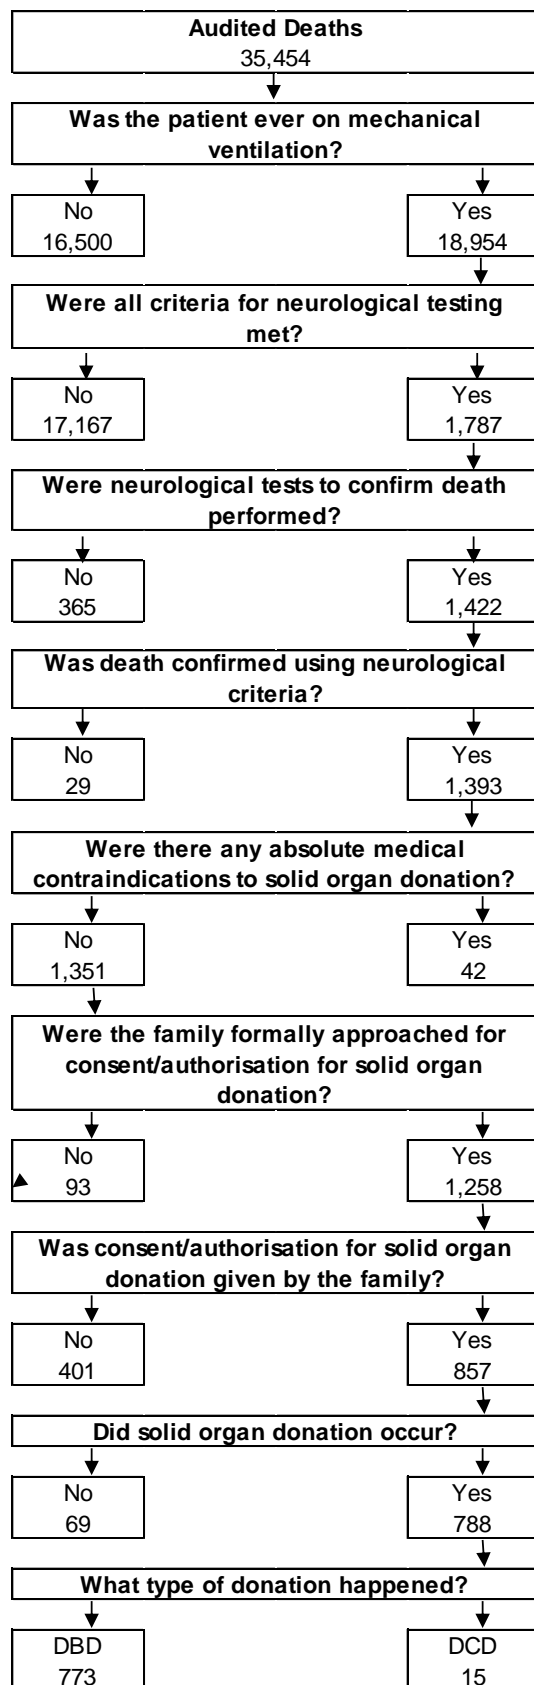 Audited Deaths
35,454
Was the patient ever on mechanical
ventilation?
No
16,500
Yes
18,954
Were all criteria for neurological testing
met?
No
17,167
Yes
1,787
Were neurological tests to confirm death
performed?
No
365
Yes
1,422
Was death confirmed using neurological
criteria?
No
29
Yes
1,393
Were there any absolute medical
contraindications to solid organ donation?
No
1,351
Yes
42
Were the family formally approached for
consent/authorisation for solid organ
donation?
No
93
Yes
1,258
Was consent/authorisation for solid organ
donation given by the family?
No
401
Yes
857
Did solid organ donation occur?
No
69
Yes
788
What type of donation happened?
DBD
773
DCD
15